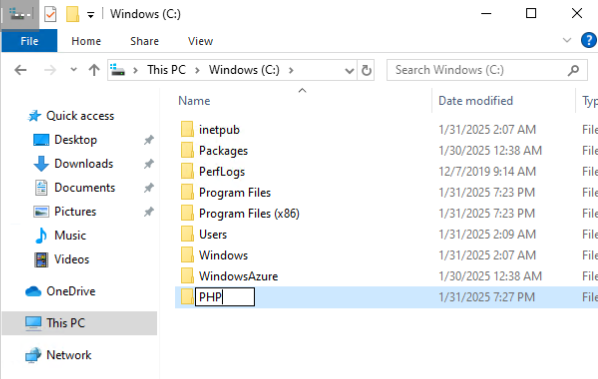 Windows (C:)
File Home Share View
This PC Windows (C:) Search Windows (C:)
Name Date modified Ty
Quick access
Desktop
Downloads
Documents
Pictures
Music
Videos
OneDrive
This PC
Network
inetpub 1/31/2025 2:07 AM File
Packages 1/30/2025 12:38 AM File
PerfLogs 12/7/2019 9:14 AM File
Program Files 1/31/2025 7:23 PM File
Program Files (x86) 1/31/2025 7:23 PM File
Users 1/31/2025 2:09 AM File
Windows 1/31/2025 2:07 AM File
WindowsAzure 1/30/2025 12:38 AM File
PHP 1/31/2025 7:27 PM File